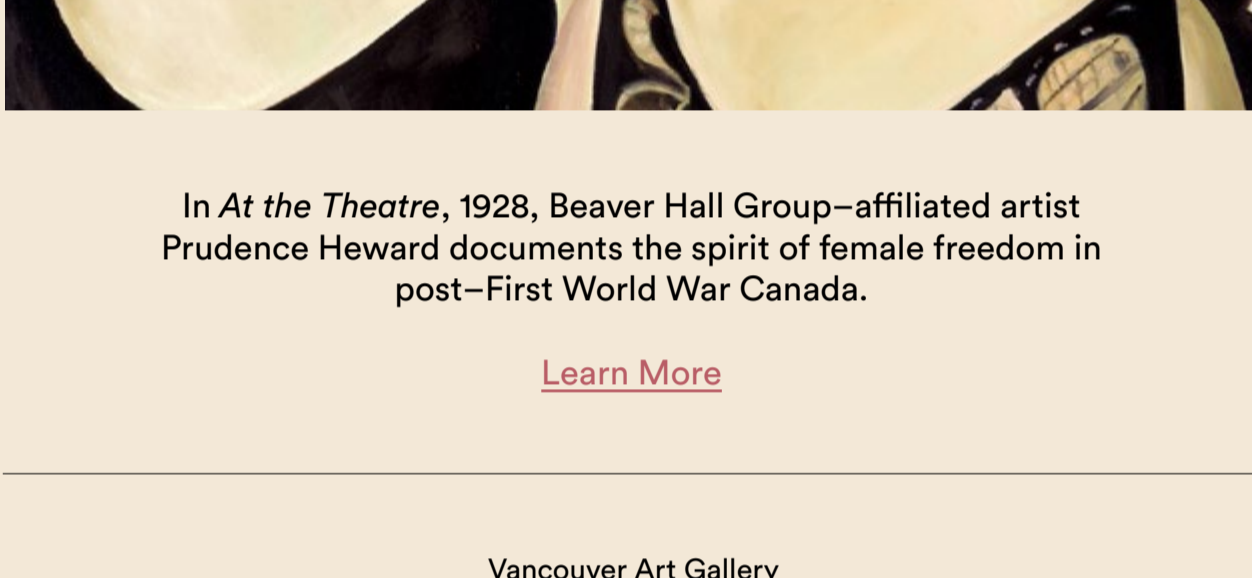 In At the Theatre, 1928, Beaver Hall Group–affiliated artist
Prudence Heward documents the spirit of female freedom in
post–First World War Canada.
Learn More
Vancouver Art Gallery